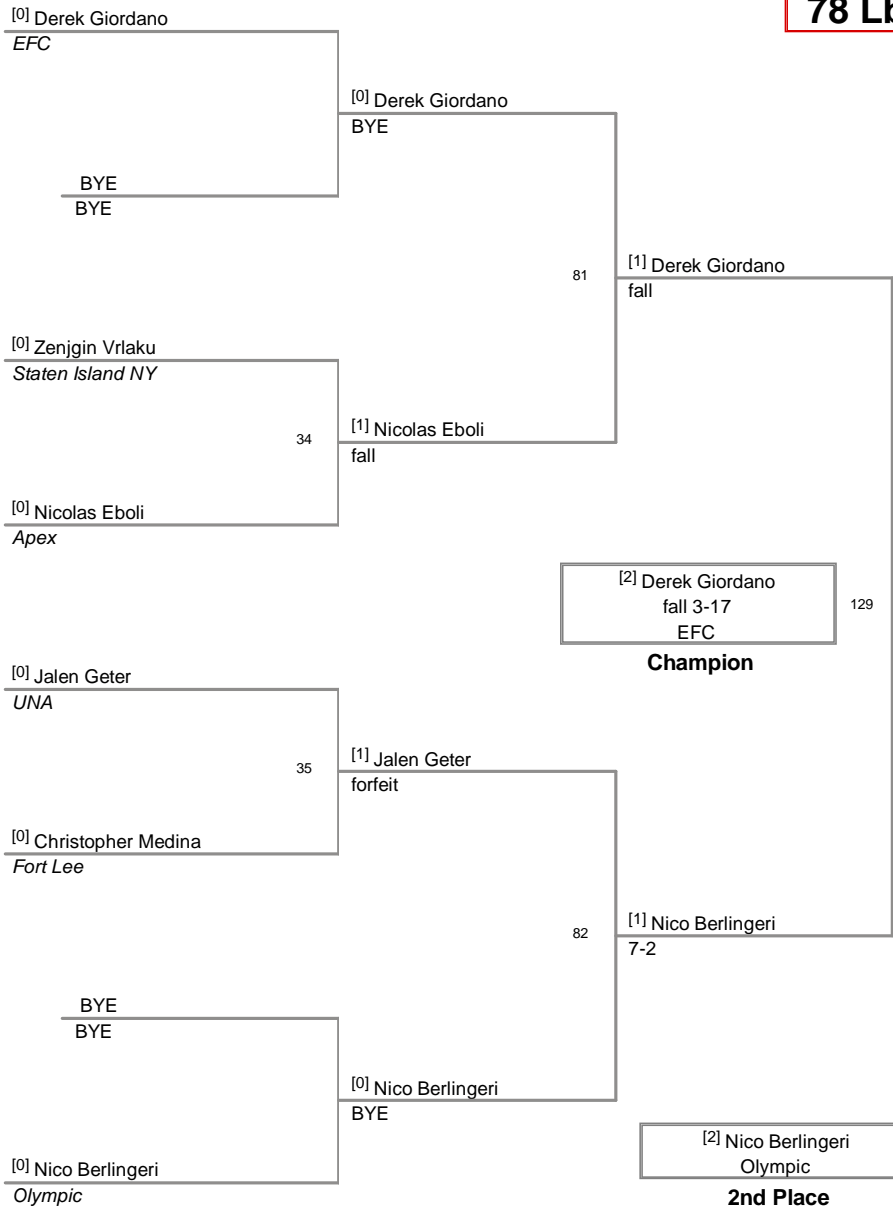 78 Lb
[0] Derek Giordano
EFC
[0] Derek Giordano
BYE
BYE
BYE
81
[1] Derek Giordano
fall
[0] Zenjgin Vrlaku
Staten Island NY
34
[1] Nicolas Eboli
fall
[0] Nicolas Eboli
Apex
[2] Derek Giordano
fall 3-17
EFC
129
Champion
[0] Jalen Geter
UNA
35
[1] Jalen Geter
forfeit
[0] Christopher Medina
Fort Lee
82
[1] Nico Berlingeri
7-2
BYE
BYE
[0] Nico Berlingeri
BYE
[0] Nico Berlingeri
Olympic
[2] Nico Berlingeri
Olympic
2nd Place